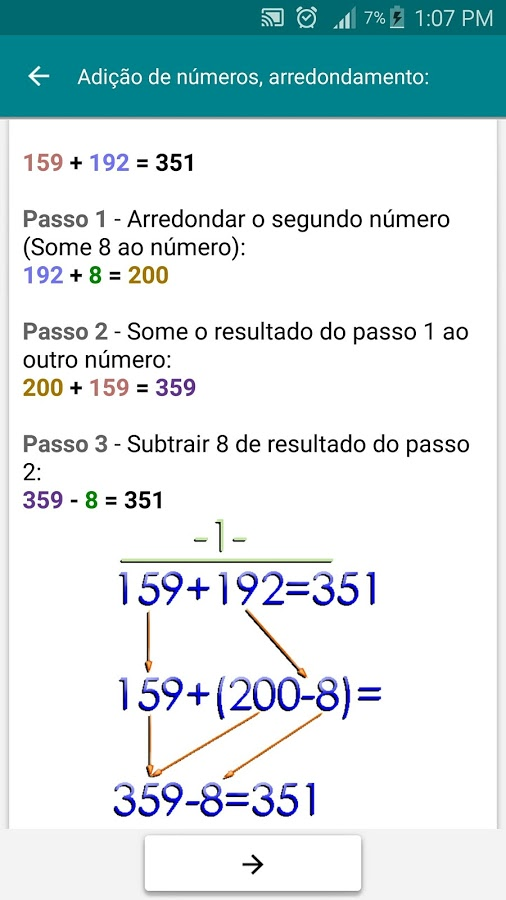 7% 1:07 PM
Adição de números, arredondamento:
159 + 192 = 351
Passo 1 - Arredondar o segundo número
(Some 8 ao número):
192 + 8 = 200
Passo 2 - Some o resultado do passo 1 ao
outro número:
200 + 159 = 359
Passo 3 - Subtrair 8 de resultado do passo
2:
359 - 8 = 351
-1-
159+192=351
159+(200-8)=
359-8=351